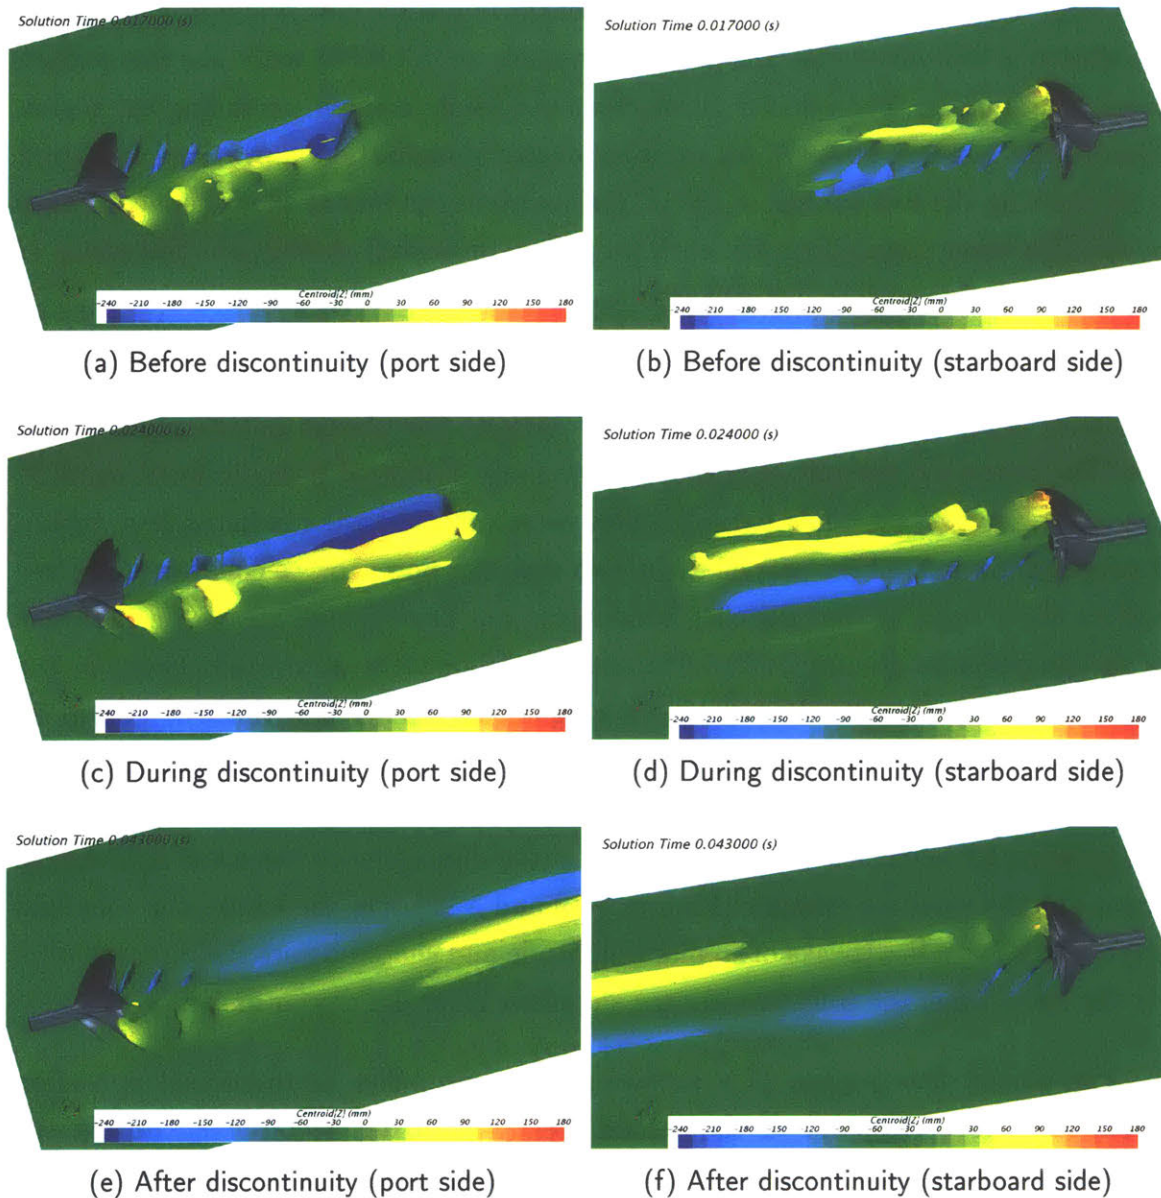 Solution Time 0.017000 (s)
Solution Time 0.017000 (s)
Centroid[Z] (mm)
-240 -210 -180 -150 -120 -90 -60 -30 0 30 60 90 120 150 180
Centroid[Z] (mm)
-240 -210 -180 -150 -120 -90 -60 -30 0 30 60 90 120 150 180
(a) Before discontinuity (port side)
(b) Before discontinuity (starboard side)
Solution Time 0.024000 (s)
Solution Time 0.024000 (s)
Centroid[Z] (mm)
-240 -210 -180 -150 -120 -90 -60 -30 0 30 60 90 120 150 180
Centroid[Z] (mm)
-240 -210 -180 -150 -120 -90 -60 -30 0 30 60 90 120 150 180
(c) During discontinuity (port side)
(d) During discontinuity (starboard side)
Solution Time 0.043000 (s)
Solution Time 0.043000 (s)
Centroid[Z] (mm)
-240 -210 -180 -150 -120 -90 -60 -30 0 30 60 90 120 150 180
Centroid[Z] (mm)
-240 -210 -180 -150 -120 -90 -60 -30 0 30 60 90 120 150 180
(e) After discontinuity (port side)
(f) After discontinuity (starboard side)